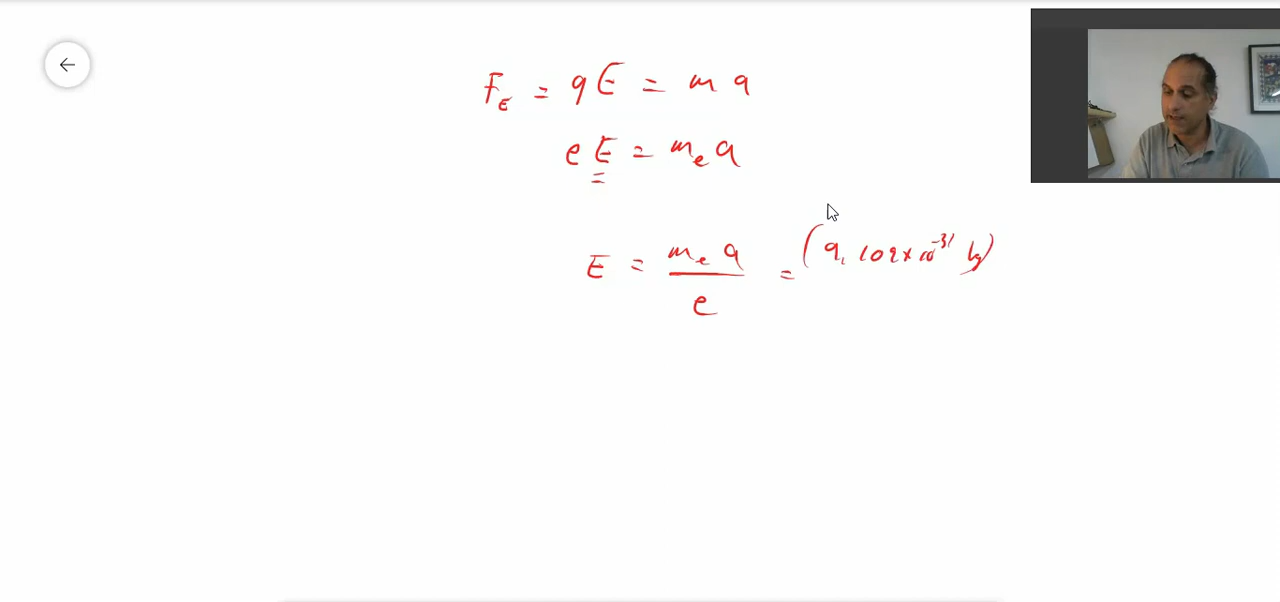 F_E = qE = ma
eE = m_e a
E = m_e a / e = (9.109 × 10^-31 kg)